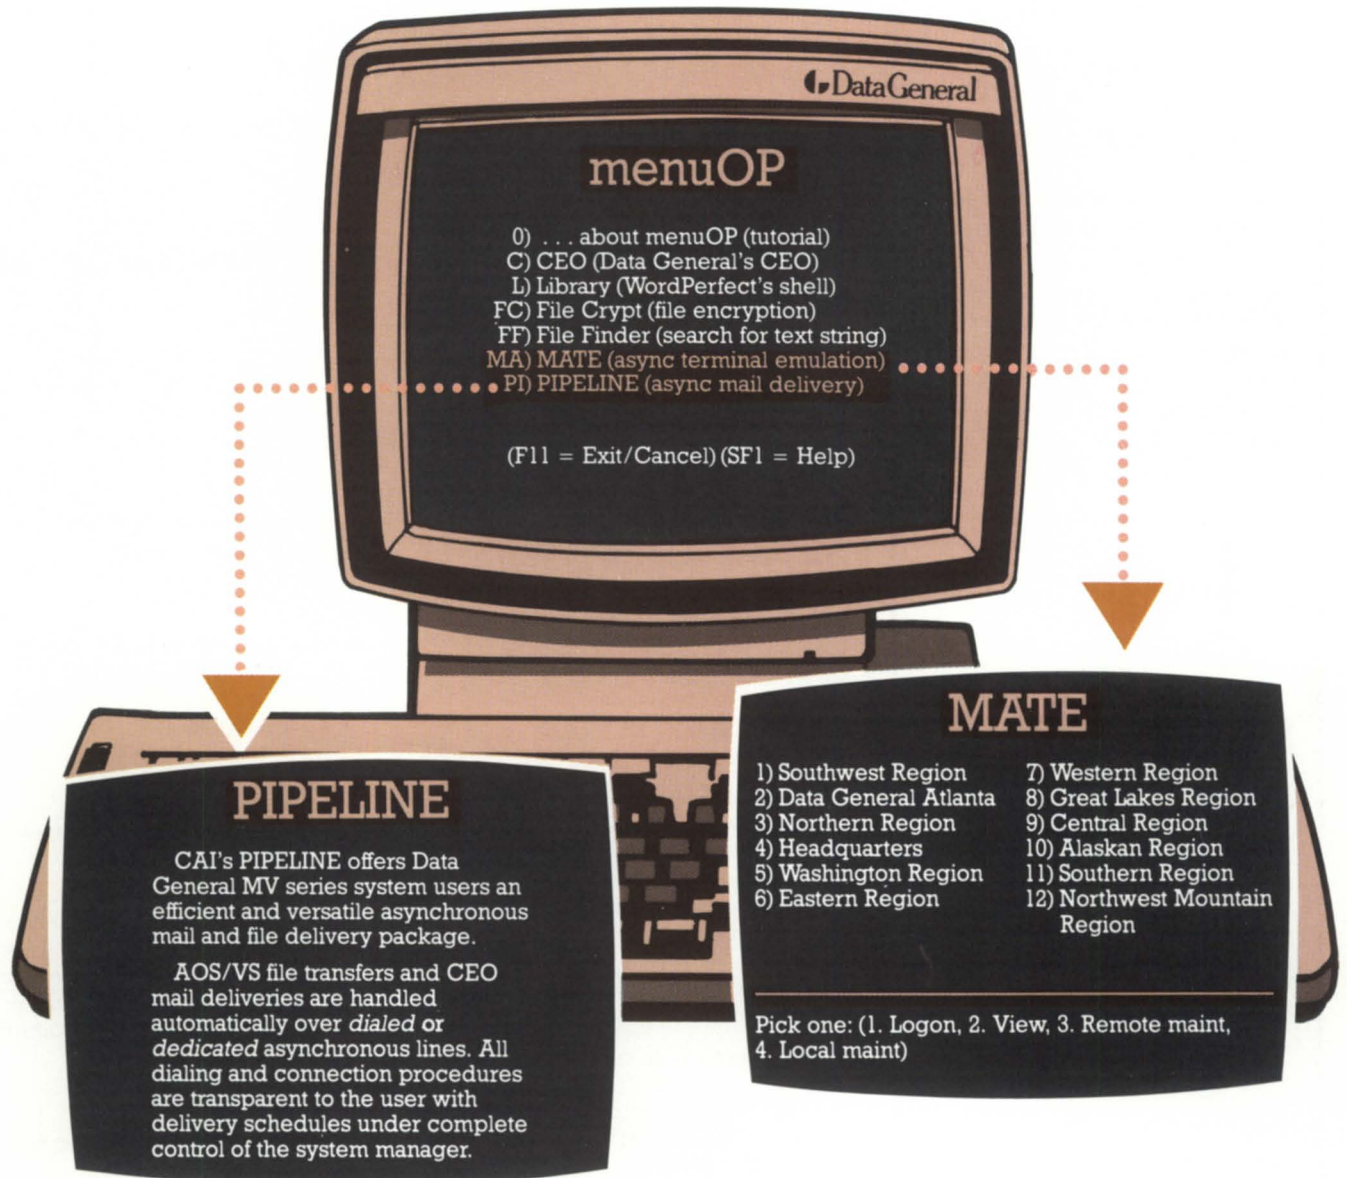 Data General
menuOP
0) . . . about menuOP (tutorial)
C) CEO (Data General's CEO)
L) Library (WordPerfect's shell)
FC) File Crypt (file encryption)
FF) File Finder (search for text string)
MA) MATE (async terminal emulation)
PI) PIPELINE (async mail delivery)
(F11 = Exit/Cancel) (SF1 = Help)
PIPELINE
CAI's PIPELINE offers Data
General MV series system users an
efficient and versatile asynchronous
mail and file delivery package.
AOS/VS file transfers and CEO
mail deliveries are handled
automatically over dialed or
dedicated asynchronous lines. All
dialing and connection procedures
are transparent to the user with
delivery schedules under complete
control of the system manager.
MATE
1) Southwest Region
2) Data General Atlanta
3) Northern Region
4) Headquarters
5) Washington Region
6) Eastern Region
7) Western Region
8) Great Lakes Region
9) Central Region
10) Alaskan Region
11) Southern Region
12) Northwest Mountain
Region
Pick one: (1. Logon, 2. View, 3. Remote maint,
4. Local maint)